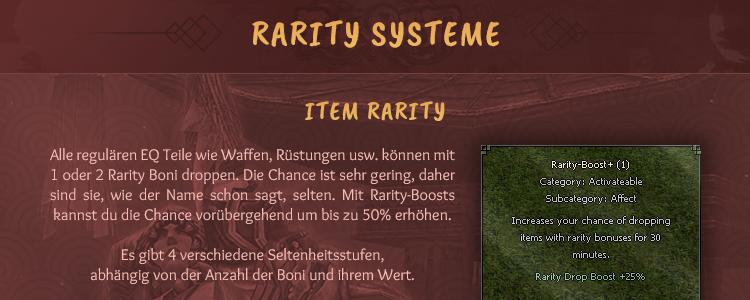 RARITY SYSTEME
ITEM RARITY
Alle regulären EQ Teile wie Waffen, Rüstungen usw. können mit
1 oder 2 Rarity Boni droppen. Die Chance ist sehr gering, daher
sind sie, wie der Name schon sagt, selten. Mit Rarity-Boosts
kannst du die Chance vorübergehend um bis zu 50% erhöhen.
Es gibt 4 verschiedene Seltenheitsstufen,
abhängig von der Anzahl der Boni und ihrem Wert.
Rarity-Boost+ (1)
Category: Activateable
Subcategory: Affect
Increases your chance of dropping
items with rarity bonuses for 30
minutes.
Rarity Drop Boost +25%